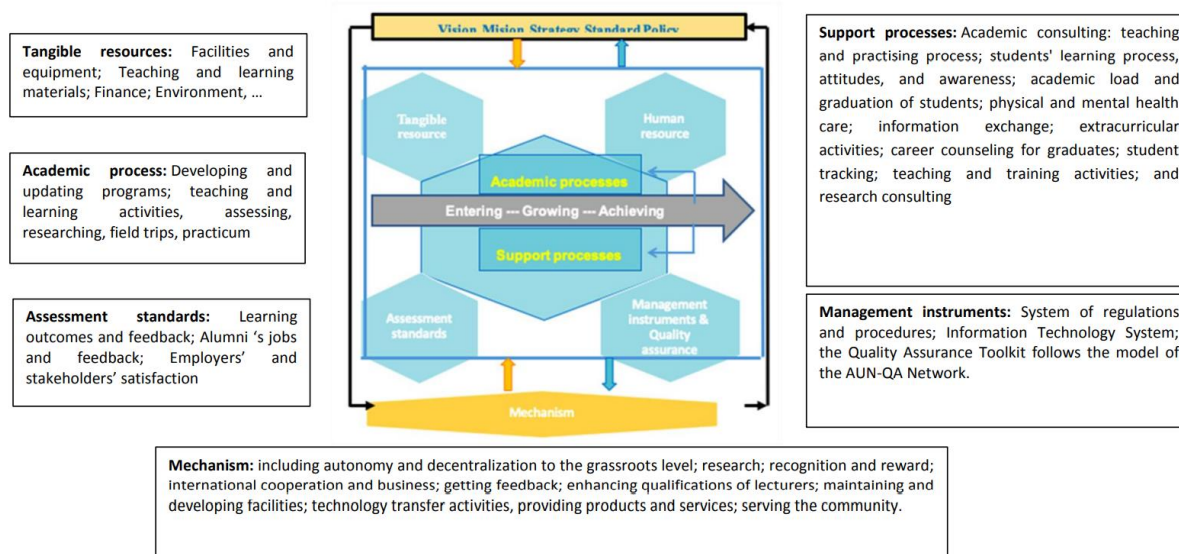 Tangible resources: Facilities and
equipment; Teaching and learning
materials; Finance; Environment, …
Academic process: Developing and
updating programs; teaching and
learning activities, assessing,
researching, field trips, practicum
Assessment standards: Learning
outcomes and feedback; Alumni ‘s jobs
and feedback; Employers’ and
stakeholders’ satisfaction
Vision Mision Strategy Standard Policy
Tangible
resource
Human
resource
Academic processes
Entering --- Growing --- Achieving
Support processes
Assessment
standards
Management
instruments &
Quality
assurance
Mechanism
Support processes: Academic consulting: teaching
and practising process; students' learning process,
attitudes, and awareness; academic load and
graduation of students; physical and mental health
care; information exchange; extracurricular
activities; career counseling for graduates; student
tracking; teaching and training activities; and
research consulting
Management instruments: System of regulations
and procedures; Information Technology System;
the Quality Assurance Toolkit follows the model of
the AUN-QA Network.
Mechanism: including autonomy and decentralization to the grassroots level; research; recognition and reward;
international cooperation and business; getting feedback; enhancing qualifications of lecturers; maintaining and
developing facilities; technology transfer activities, providing products and services; serving the community.